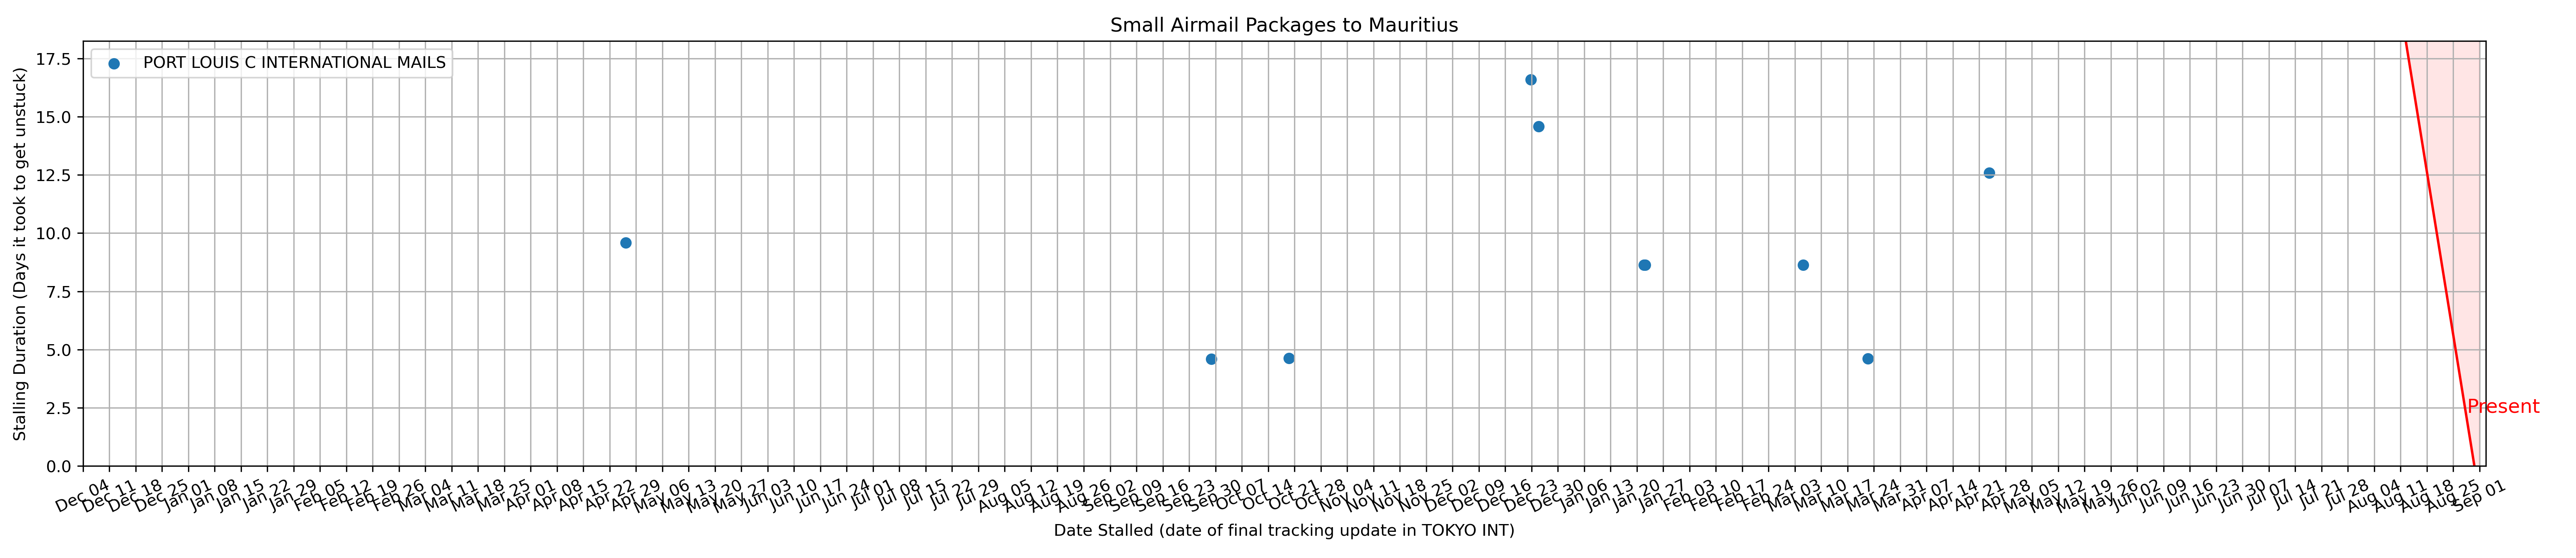 Small Airmail Packages to Mauritius
PORT LOUIS C INTERNATIONAL MAILS
Stalling Duration (Days it took to get unstuck)
17.5
15.0
12.5
10.0
7.5
5.0
2.5
0.0
Present
Dec 04
Dec 11
Dec 18
Dec 25
Jan 01
Jan 08
Jan 15
Jan 22
Jan 29
Feb 05
Feb 12
Feb 19
Feb 26
Mar 04
Mar 11
Mar 18
Mar 25
Apr 01
Apr 08
Apr 15
Apr 22
Apr 29
May 06
May 13
May 20
May 27
Jun 03
Jun 10
Jun 17
Jun 24
Jul 01
Jul 08
Jul 15
Jul 22
Jul 29
Aug 05
Aug 12
Aug 19
Aug 26
Sep 02
Sep 09
Sep 16
Sep 23
Sep 30
Oct 07
Oct 14
Oct 21
Oct 28
Nov 04
Nov 11
Nov 18
Nov 25
Dec 02
Dec 09
Dec 16
Dec 23
Dec 30
Jan 06
Jan 13
Jan 20
Jan 27
Feb 03
Feb 10
Feb 17
Feb 24
Mar 03
Mar 10
Mar 17
Mar 24
Mar 31
Apr 07
Apr 14
Apr 21
Apr 28
May 05
May 12
May 19
May 26
Jun 02
Jun 09
Jun 16
Jun 23
Jun 30
Jul 07
Jul 14
Jul 21
Jul 28
Aug 04
Aug 11
Aug 18
Aug 25
Sep 01
Date Stalled (date of final tracking update in TOKYO INT)